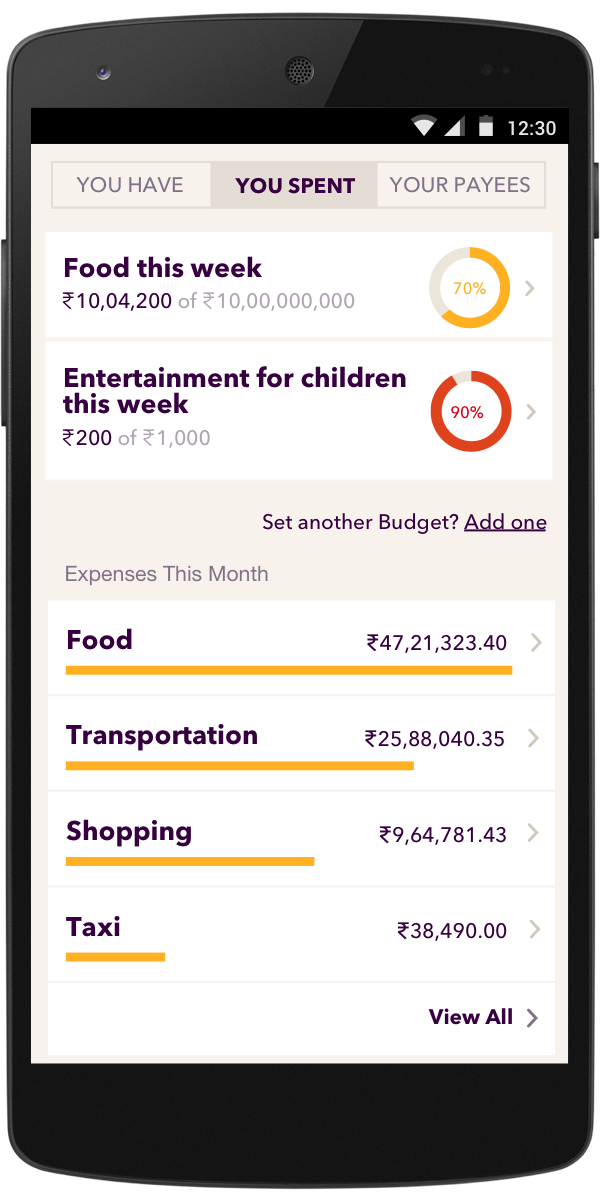 12:30
YOU HAVE YOU SPENT YOUR PAYEES
Food this week
₹10,04,200 of ₹10,00,000,000
70%
Entertainment for children
this week
₹200 of ₹1,000
90%
Set another Budget? Add one
Expenses This Month
Food ₹47,21,323.40
Transportation ₹25,88,040.35
Shopping ₹9,64,781.43
Taxi ₹38,490.00
View All